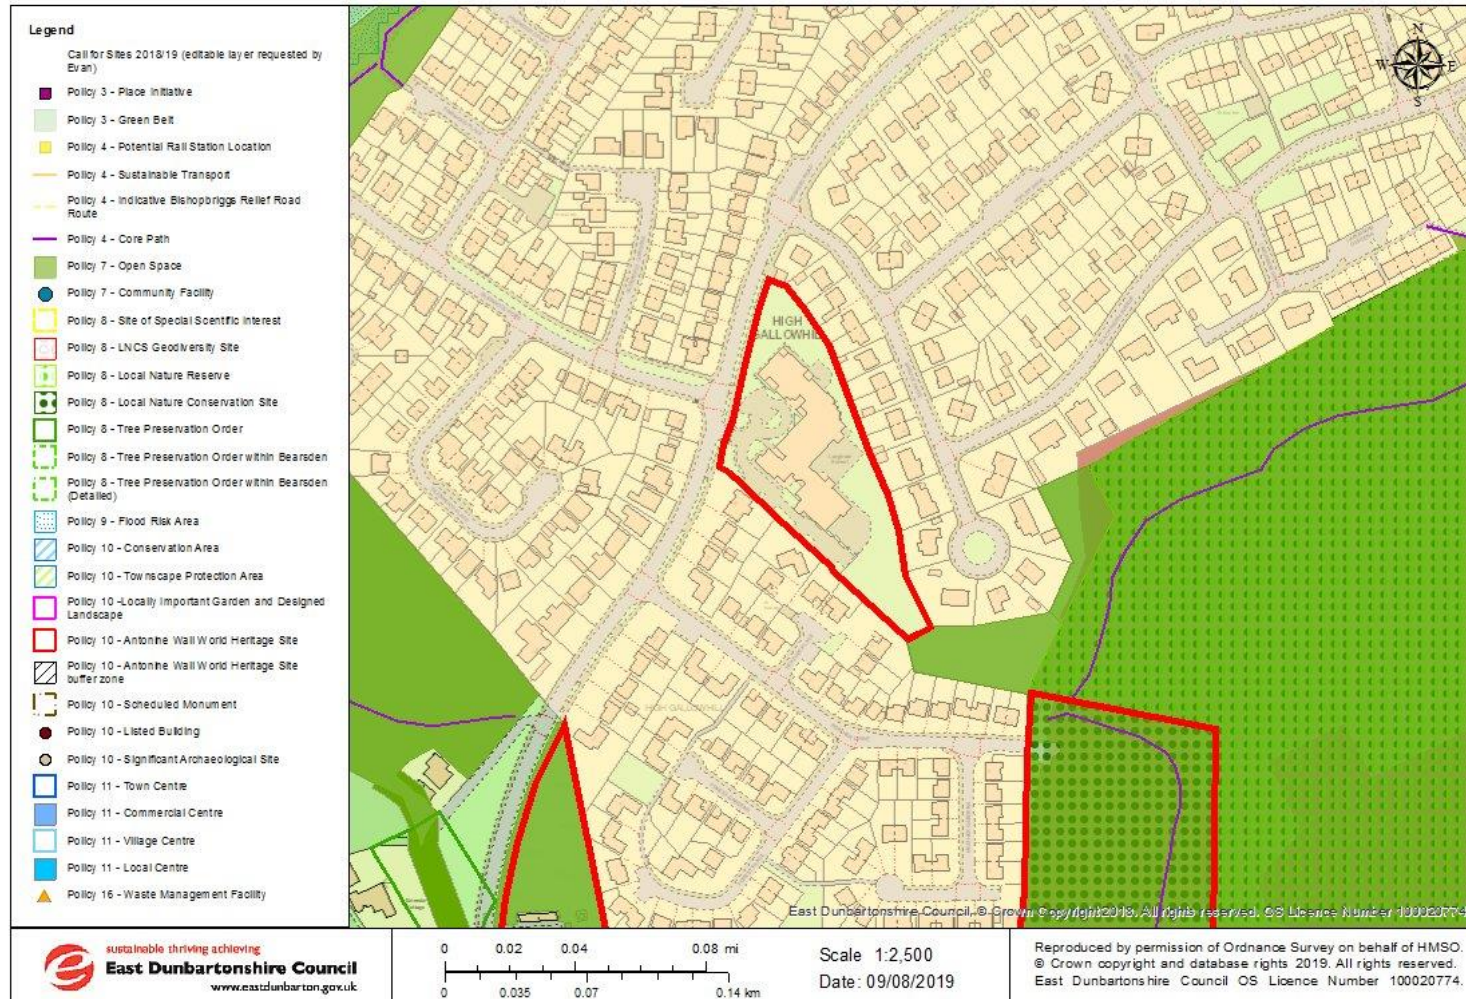 Legend
Call for Sites 2018/19 (editable layer requested by
Evan)
Policy 3 - Place Initiative
Policy 3 - Green Belt
Policy 4 - Potential Rail Station Location
Policy 4 - Sustainable Transport
Policy 4 - Indicative Bishopbriggs Relief Road
Route
Policy 4 - Core Path
Policy 7 - Open Space
Policy 7 - Community Facility
Policy 8 - Site of Special Scientific Interest
Policy 8 - LNCS Geodiversity Site
Policy 8 - Local Nature Reserve
Policy 8 - Local Nature Conservation Site
Policy 8 - Tree Preservation Order
Policy 8 - Tree Preservation Order within Bearsden
Policy 8 - Tree Preservation Order within Bearsden
(Detailed)
Policy 9 - Flood Risk Area
Policy 10 - Conservation Area
Policy 10 - Townscape Protection Area
Policy 10 -Locally Important Garden and Designed
Landscape
Policy 10 - Antonine Wall World Heritage Site
Policy 10 - Antonine Wall World Heritage Site
buffer zone
Policy 10 - Scheduled Monument
Policy 10 - Listed Building
Policy 10 - Significant Archaeological Site
Policy 11 - Town Centre
Policy 11 - Commercial Centre
Policy 11 - Village Centre
Policy 11 - Local Centre
Policy 16 - Waste Management Facility
N
W E
S
HIGH
GALLOWHILL
HIGH GALLOWHILL
East Dunbartonshire Council, © Crown Copyright 2018. All rights reserved. OS Licence Number 100020774
sustainable thriving achieving
East Dunbartonshire Council
www.eastdunbarton.gov.uk
0 0.02 0.04 0.08 mi
0 0.035 0.07 0.14 km
Scale 1:2,500
Date: 09/08/2019
Reproduced by permission of Ordnance Survey on behalf of HMSO.
© Crown copyright and database rights 2019. All rights reserved.
East Dunbartonshire Council OS Licence Number 100020774.